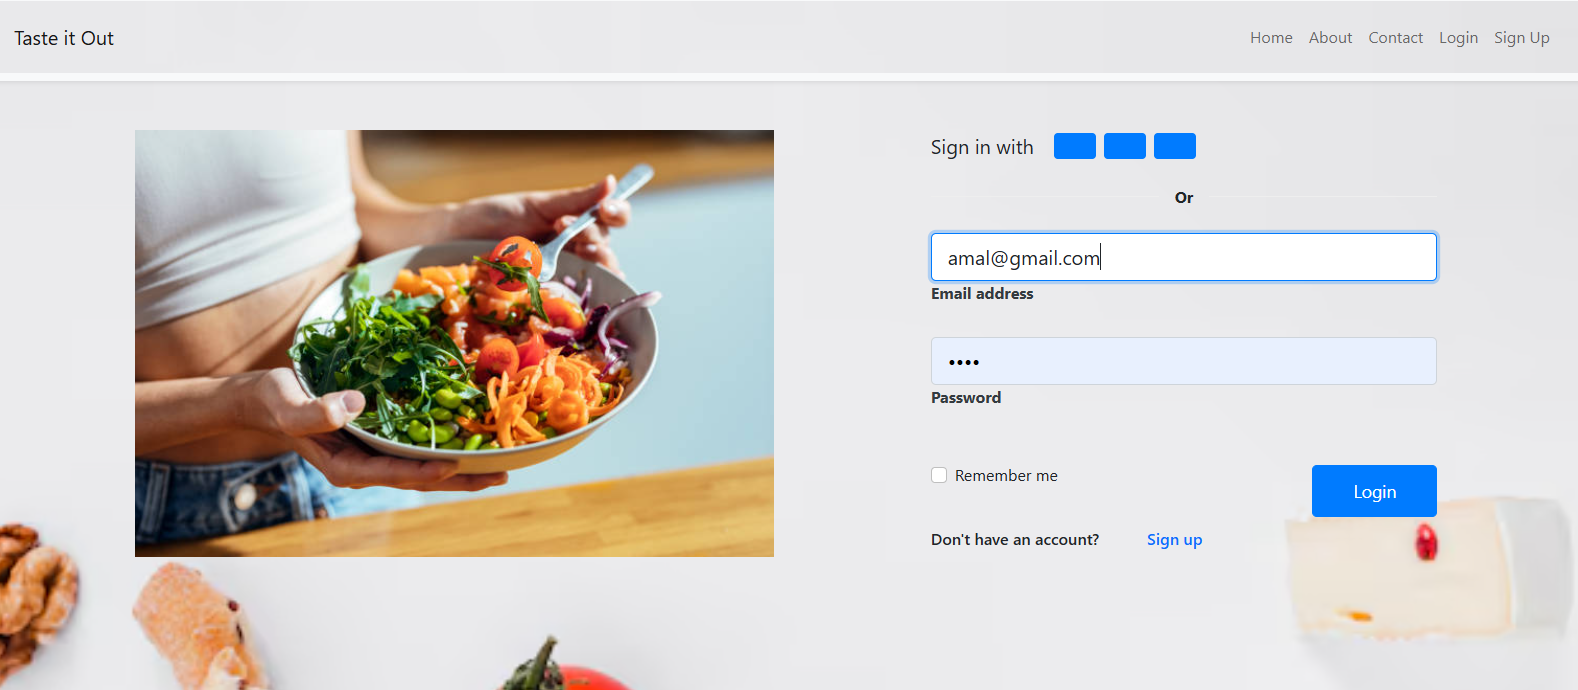 Taste it Out
Home About Contact Login Sign Up
Sign in with
Or
amal@gmail.com
Email address
••••
Password
Remember me
Login
Don't have an account? Sign up